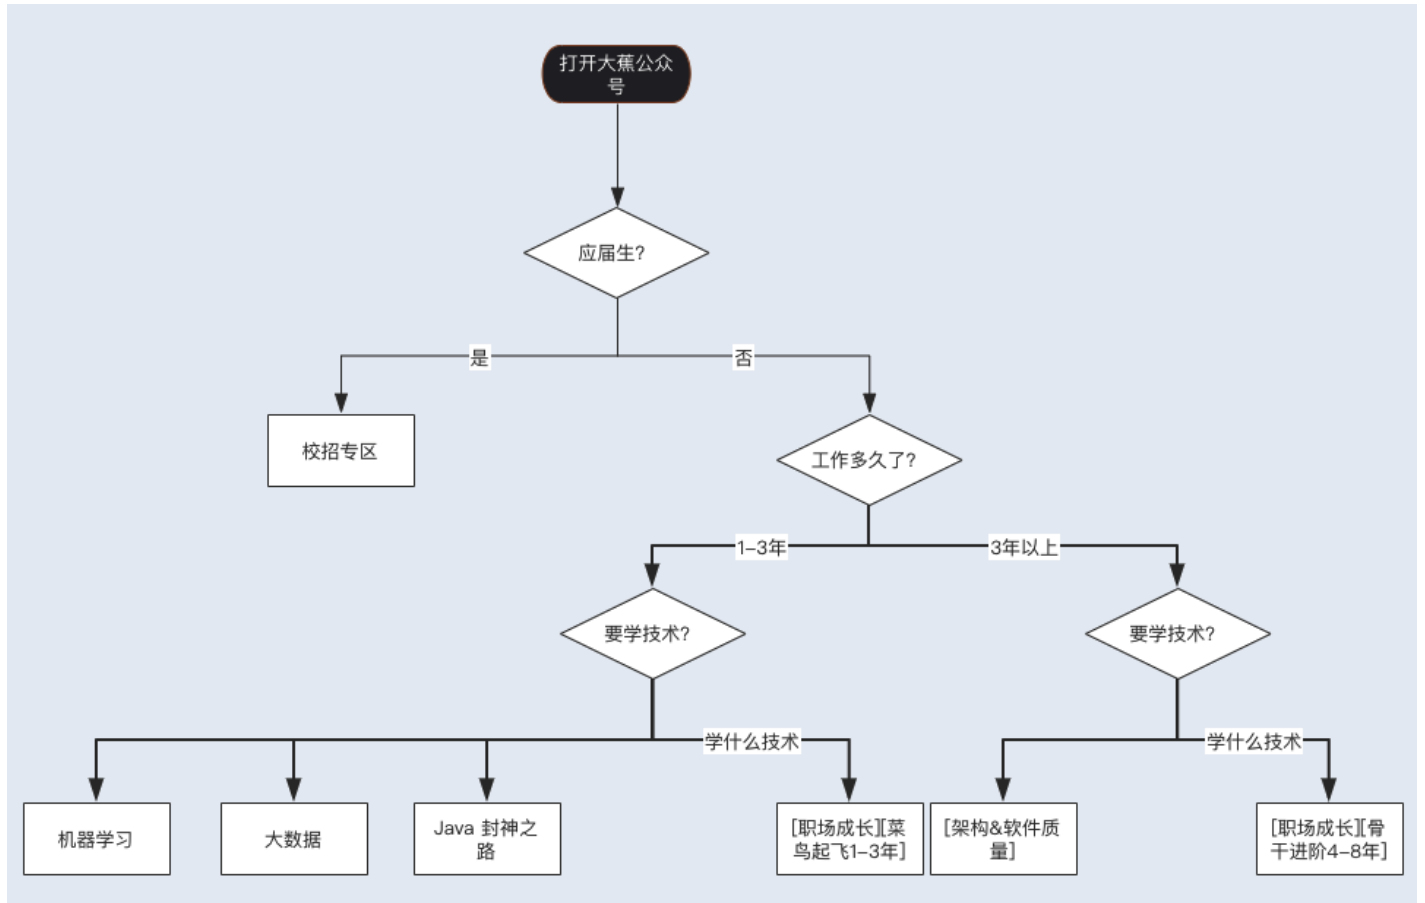 打开大蕉公众
号
应届生?
是
否
校招专区
工作多久了?
1-3年
3年以上
要学技术?
要学技术?
学什么技术
学什么技术
机器学习
大数据
Java 封神之
路
[职场成长][菜
鸟起飞1-3年]
[架构&软件质
量]
[职场成长][骨
干进阶4-8年]